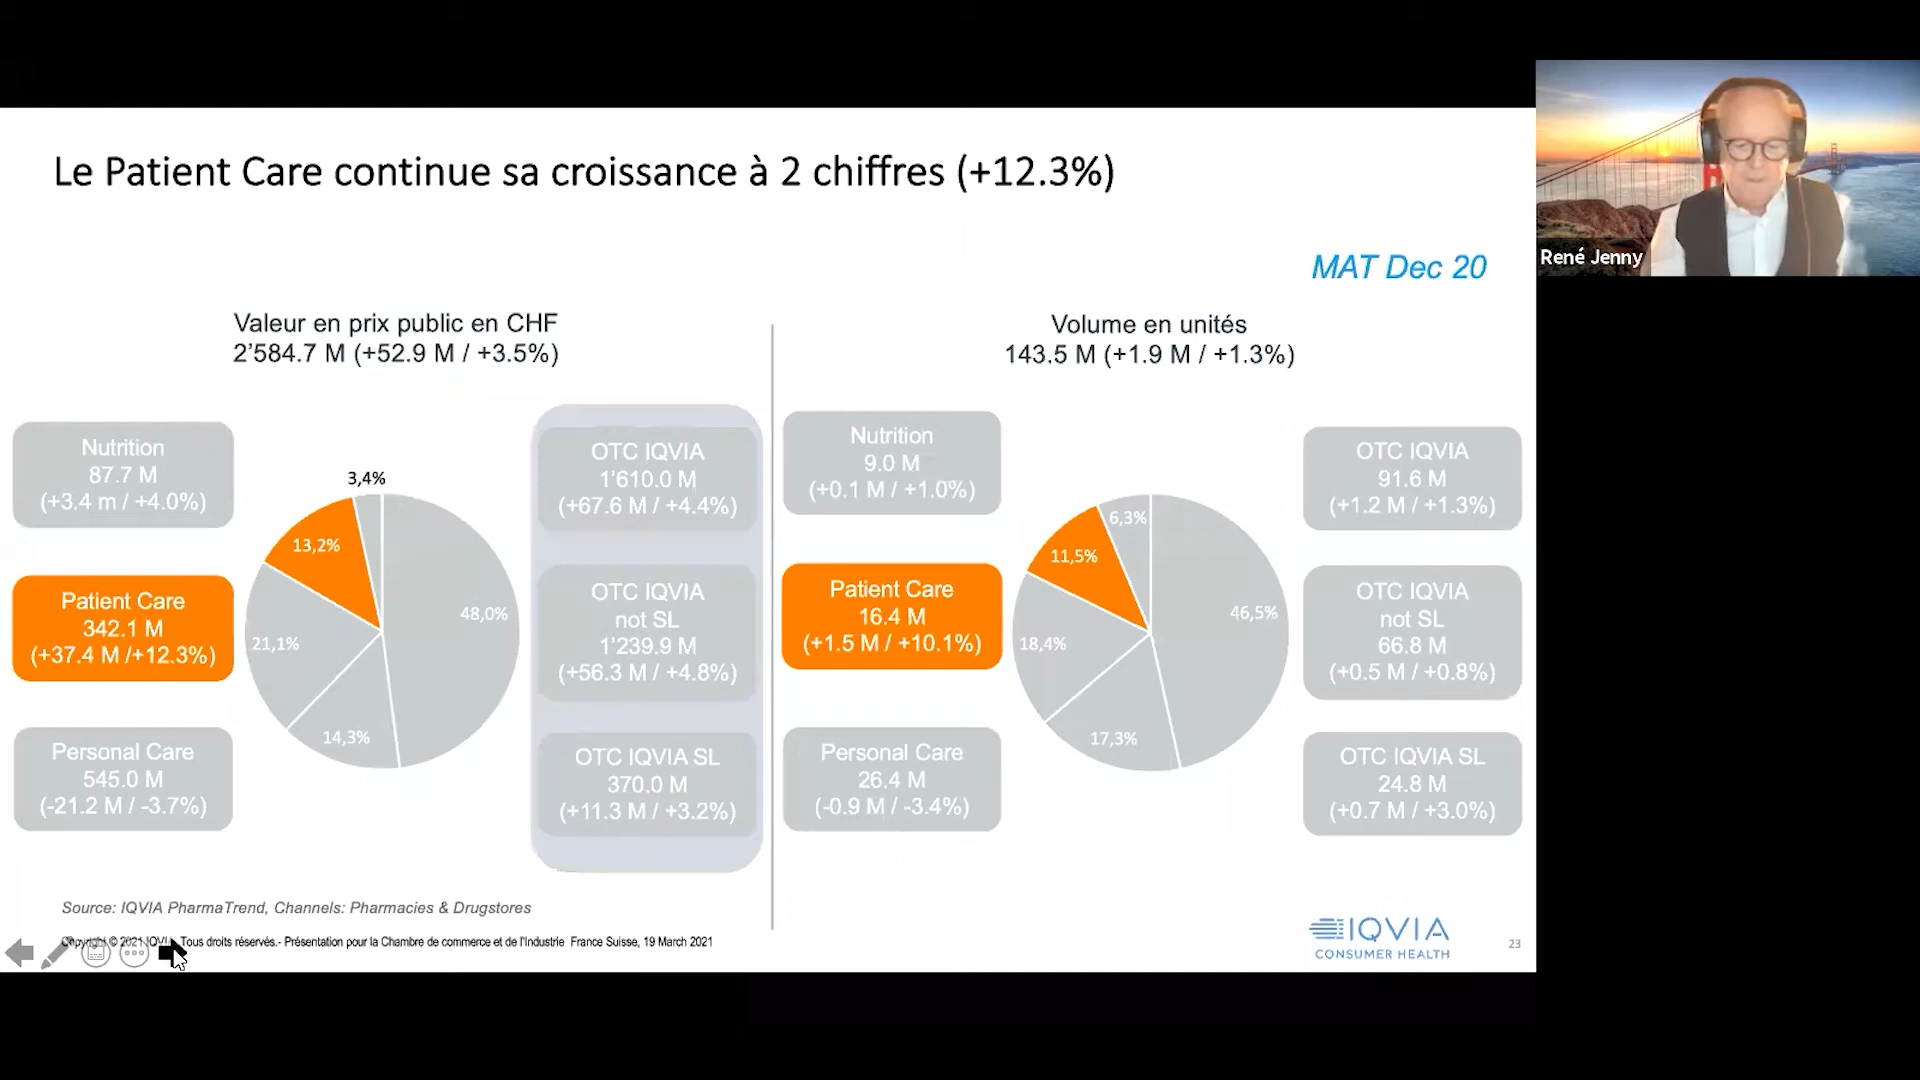 Le Patient Care continue sa croissance à 2 chiffres (+12.3%)
René Jenny
MAT Dec 20
Valeur en prix public en CHF
2’584.7 M (+52.9 M / +3.5%)
Nutrition
87.7 M
(+3.4 m / +4.0%)
Patient Care
342.1 M
(+37.4 M /+12.3%)
Personal Care
545.0 M
(-21.2 M / -3.7%)
3,4%
13,2%
48,0%
21,1%
14,3%
OTC IQVIA
1’610.0 M
(+67.6 M / +4.4%)
OTC IQVIA
not SL
1’239.9 M
(+56.3 M / +4.8%)
OTC IQVIA SL
370.0 M
(+11.3 M / +3.2%)
Volume en unités
143.5 M (+1.9 M / +1.3%)
Nutrition
9.0 M
(+0.1 M / +1.0%)
Patient Care
16.4 M
(+1.5 M / +10.1%)
Personal Care
26.4 M
(-0.9 M / -3.4%)
6,3%
11,5%
46,5%
18,4%
17,3%
OTC IQVIA
91.6 M
(+1.2 M / +1.3%)
OTC IQVIA
not SL
66.8 M
(+0.5 M / +0.8%)
OTC IQVIA SL
24.8 M
(+0.7 M / +3.0%)
Source: IQVIA PharmaTrend, Channels: Pharmacies & Drugstores
Copyright © 2021 IQVIA. Tous droits réservés.- Présentation pour la Chambre de commerce et de l'Industrie France Suisse, 19 March 2021
IQVIA
CONSUMER HEALTH
23